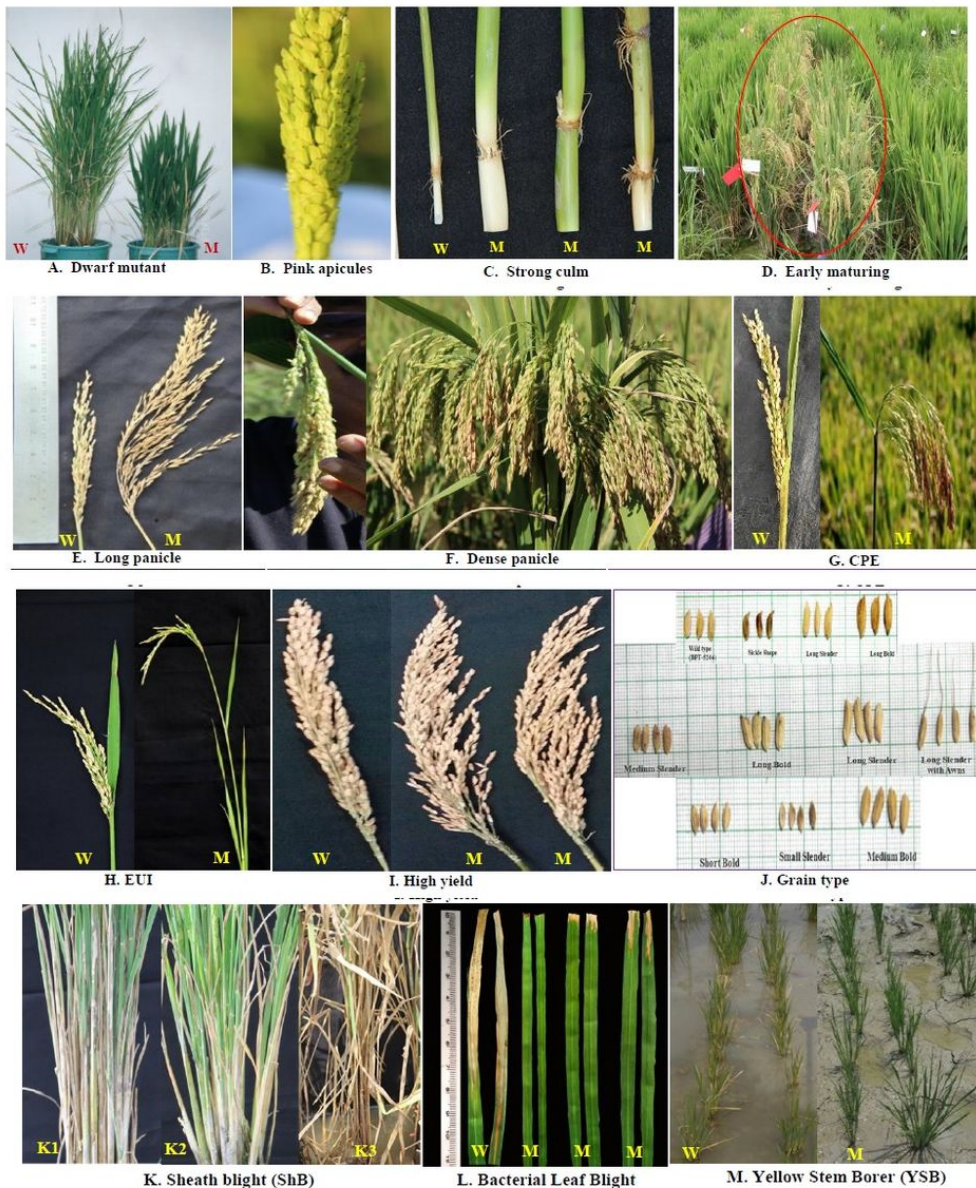 W
M
A. Dwarf mutant
B. Pink apicules
W
M
M
M
C. Strong culm
D. Early maturing
W
M
E. Long panicle
F. Dense panicle
W
M
G. CPE
W
M
H. EUI
W
M
M
I. High yield
Wild type
Sickle Shape
Long Slender
Long Bold
Medium Slender
Long Bold
Long Slender
Long Slender
with Awns
Short Bold
Small Slender
Medium Bold
J. Grain type
K1
K2
K3
K. Sheath blight (ShB)
W
M
M
M
L. Bacterial Leaf Blight
W
M
M. Yellow Stem Borer (YSB)